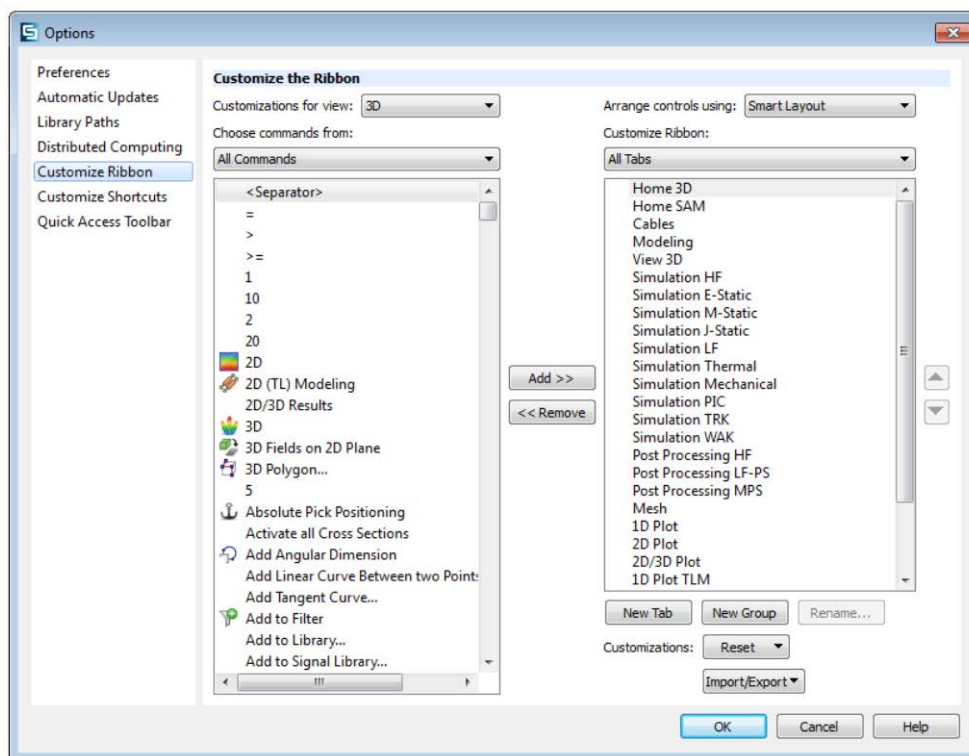 Options
Preferences
Automatic Updates
Library Paths
Distributed Computing
Customize Ribbon
Customize Shortcuts
Quick Access Toolbar
Customize the Ribbon
Customizations for view: 3D
Choose commands from:
All Commands
<Separator>
=
>
>=
1
10
2
20
2D
2D (TL) Modeling
2D/3D Results
3D
3D Fields on 2D Plane
3D Polygon...
5
Absolute Pick Positioning
Activate all Cross Sections
Add Angular Dimension
Add Linear Curve Between two Points
Add Tangent Curve...
Add to Filter
Add to Library...
Add to Signal Library...
Add >>
<< Remove
Arrange controls using: Smart Layout
Customize Ribbon:
All Tabs
Home 3D
Home SAM
Cables
Modeling
View 3D
Simulation HF
Simulation E-Static
Simulation M-Static
Simulation J-Static
Simulation LF
Simulation Thermal
Simulation Mechanical
Simulation PIC
Simulation TRK
Simulation WAK
Post Processing HF
Post Processing LF-PS
Post Processing MPS
Mesh
1D Plot
2D Plot
2D/3D Plot
1D Plot TLM
New Tab New Group Rename...
Customizations: Reset
Import/Export
OK Cancel Help